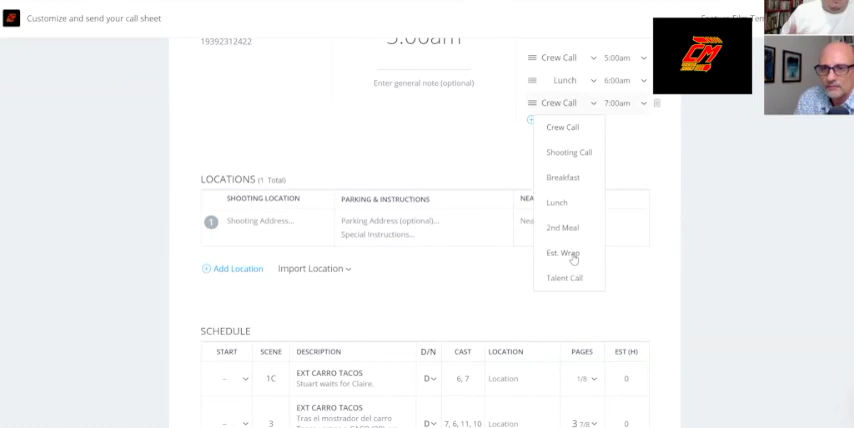 Customize and send your call sheet
19392312422
Enter general note (optional)
Crew Call 5:00am
Lunch 6:00am
Crew Call 7:00am
Crew Call
Shooting Call
Breakfast
Lunch
2nd Meal
Est. Wrap
Talent Call
CM
LOCATIONS (1 Total)
SHOOTING LOCATION PARKING & INSTRUCTIONS
1 Shooting Address... Parking Address (optional)...
Special Instructions...
Add Location Import Location
SCHEDULE
START SCENE DESCRIPTION D/N CAST LOCATION PAGES EST (H)
– 1C EXT CARRO TACOS D 6, 7 Location 1/8 0
Stuart waits for Claire.
– 3 EXT CARRO TACOS D 7, 6, 11, 10 Location 3 7/8 0
Tras el mostrador del carro